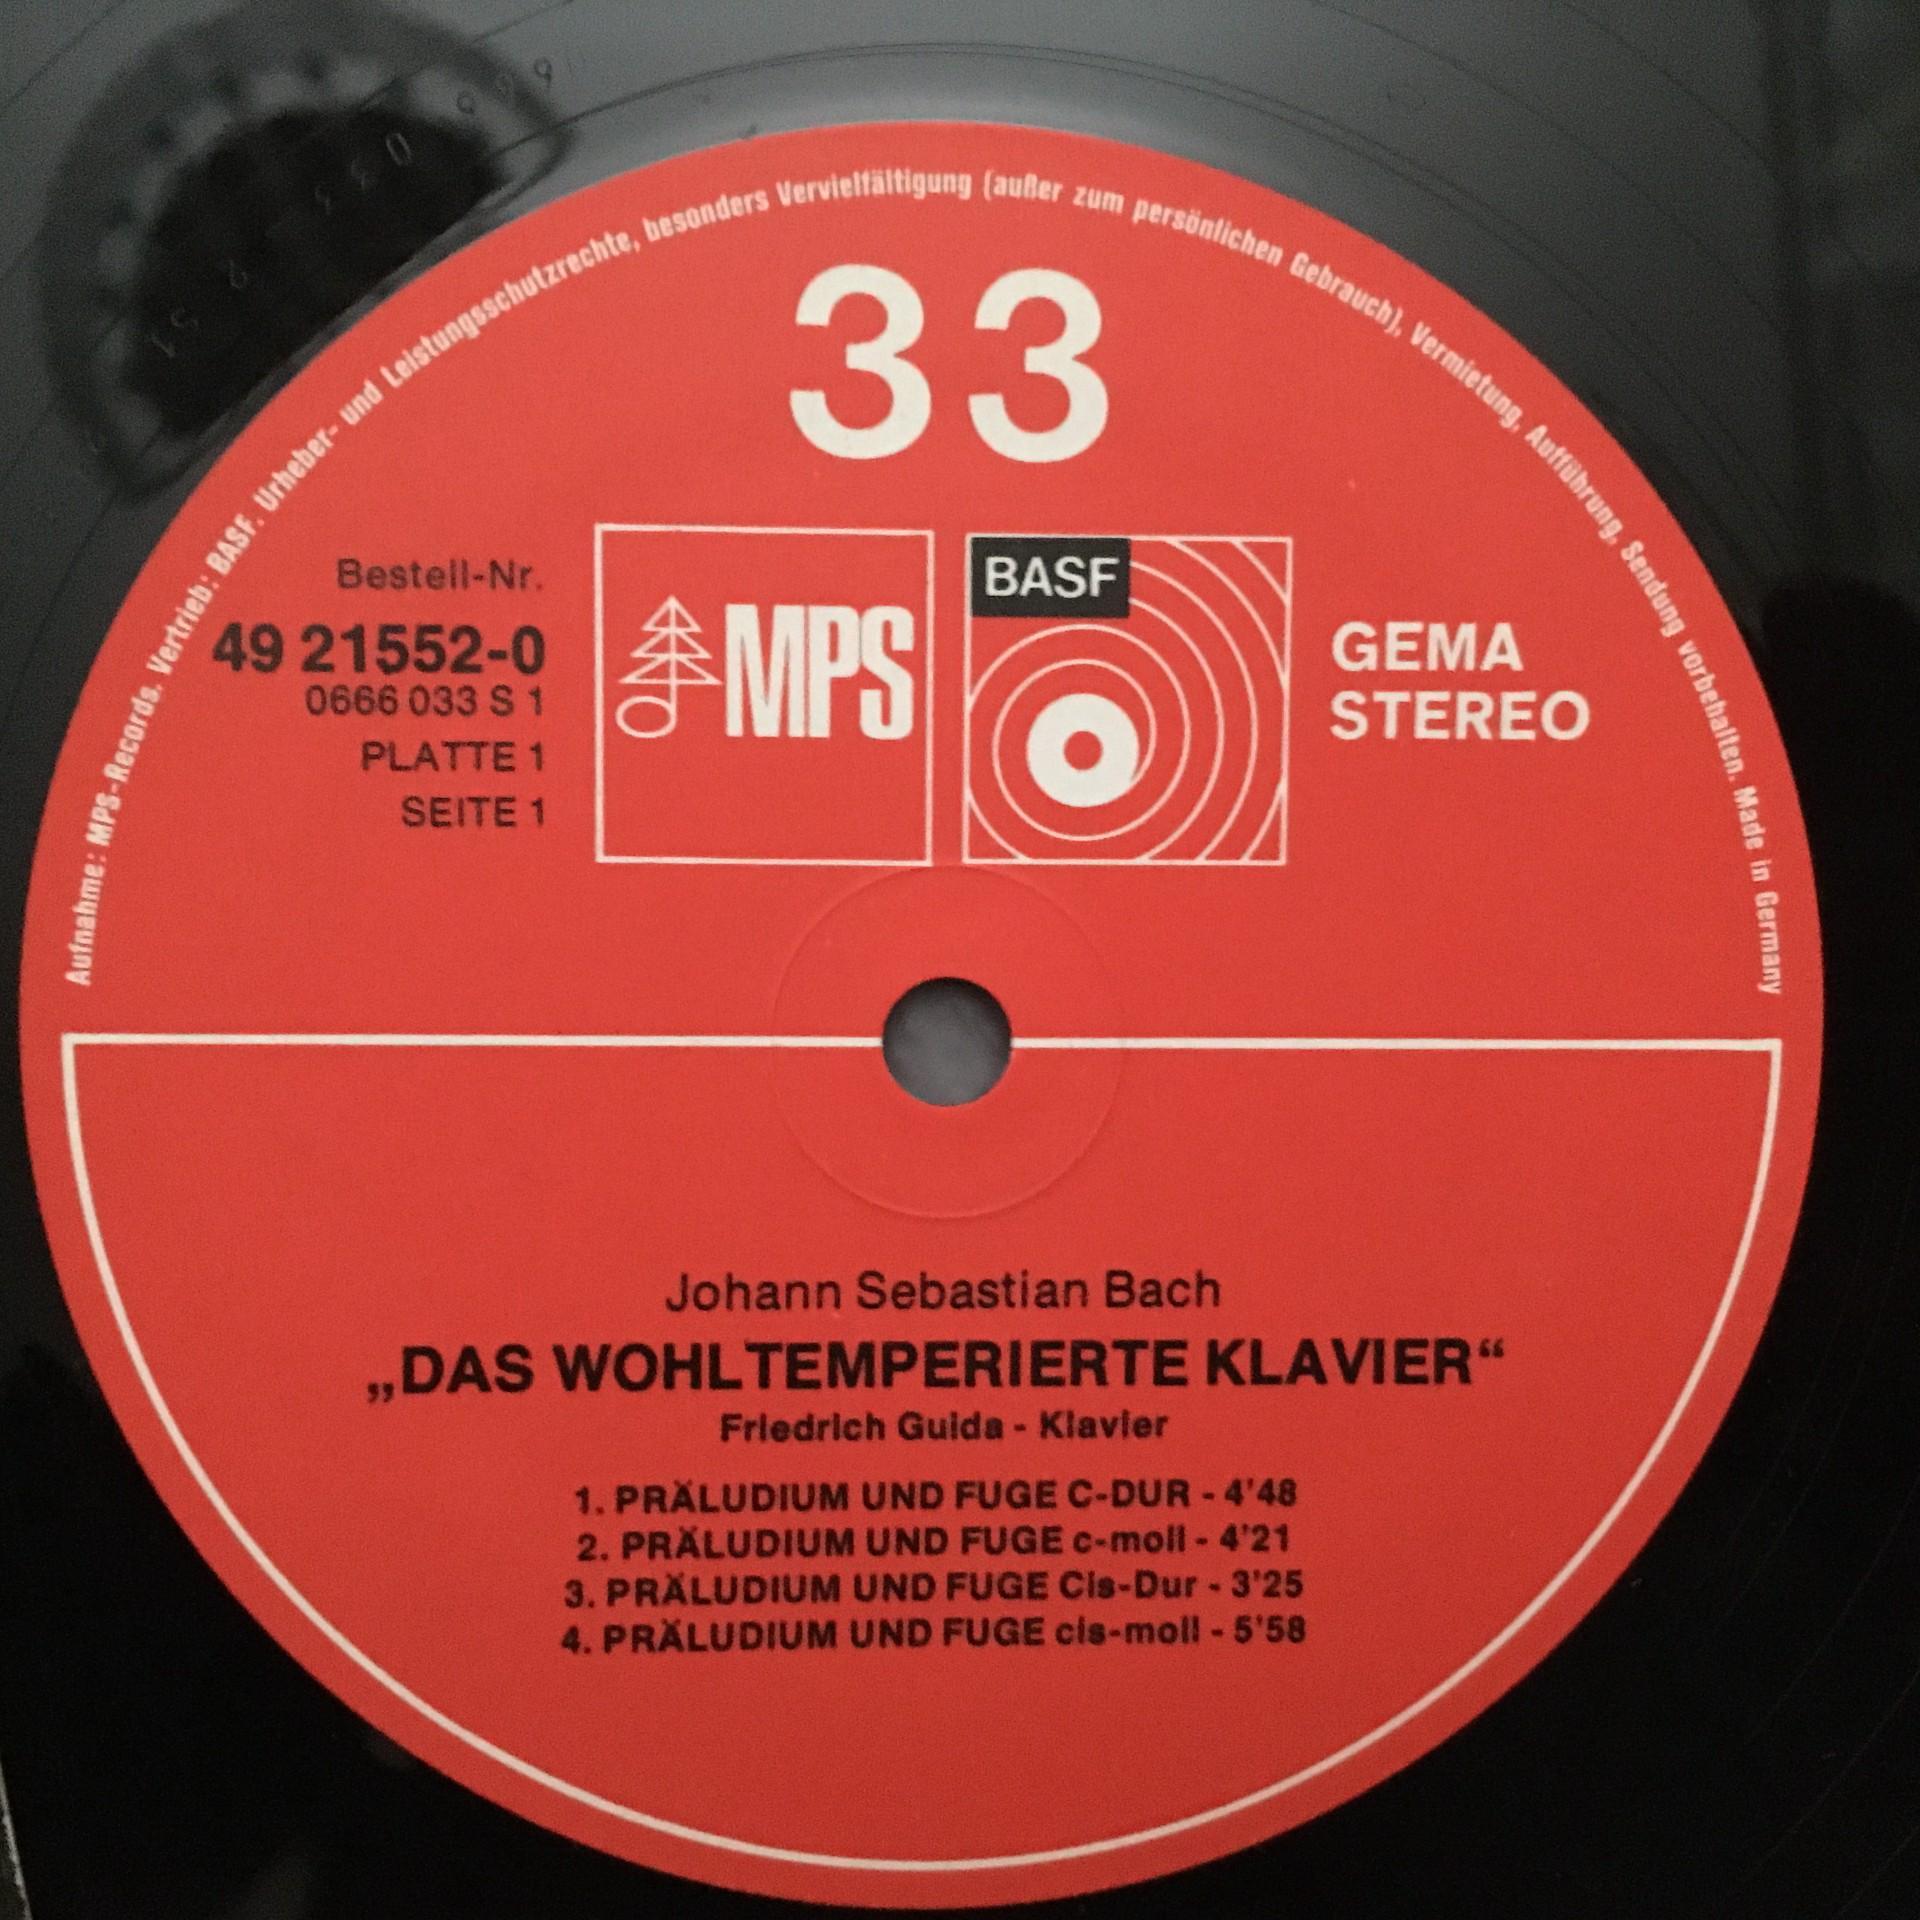 Aufnahme: MPS-Records. Vertrieb: BASF. Urheber- und Leistungsschutzrechte, besonders Vervielfältigung (außer zum persönlichen Gebrauch), Vermietung, Aufführung, Sendung vorbehalten. Made in Germany
33
Bestell-Nr.
49 21552-0
0666 033 S 1
PLATTE 1
SEITE 1
MPS
BASF
GEMA
STEREO
Johann Sebastian Bach
„DAS WOHLTEMPERIERTE KLAVIER“
Friedrich Gulda - Klavier
1. PRÄLUDIUM UND FUGE C-DUR - 4'48
2. PRÄLUDIUM UND FUGE c-moll - 4'21
3. PRÄLUDIUM UND FUGE Cis-Dur - 3'25
4. PRÄLUDIUM UND FUGE cis-moll - 5'58